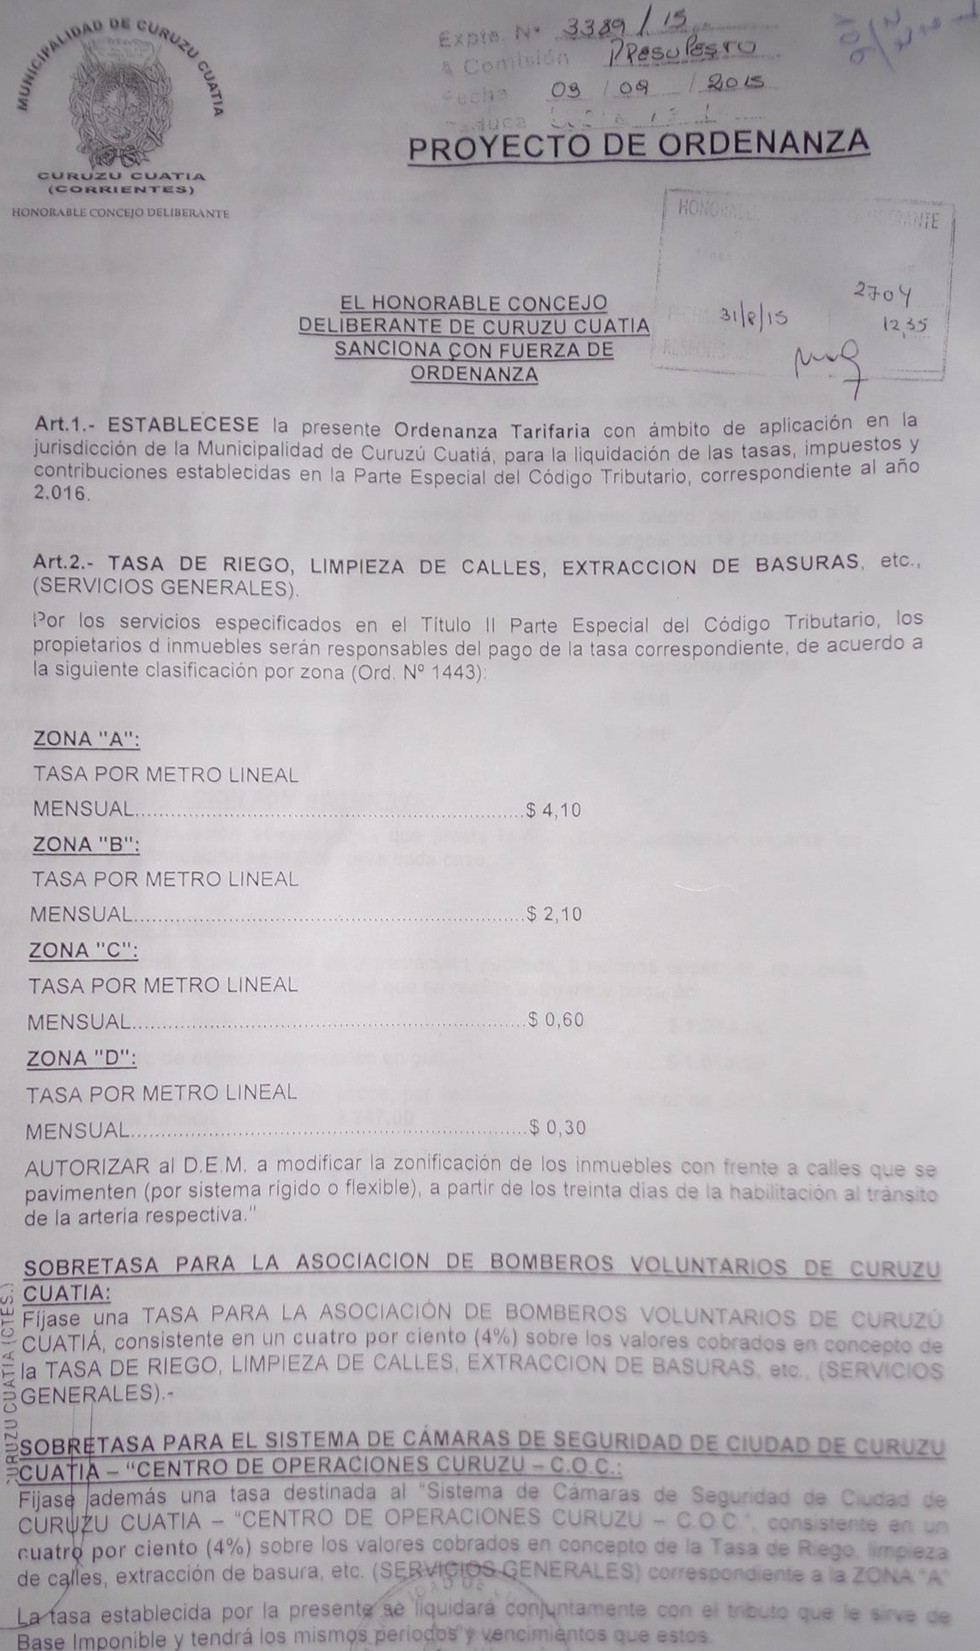 MUNICIPALIDAD DE CURUZU CUATIA
CURUZU CUATIA
(CORRIENTES)
HONORABLE CONCEJO DELIBERANTE
Expte. Nº 3389/15
a Comisión PRESUPESTO
Fecha 09/09/2015
PROYECTO DE ORDENANZA
31/8/15
2704
12,35
EL HONORABLE CONCEJO
DELIBERANTE DE CURUZU CUATIA
SANCIONA CON FUERZA DE
ORDENANZA
Art.1.- ESTABLECESE la presente Ordenanza Tarifaria con ámbito de aplicación en la
jurisdicción de la Municipalidad de Curuzú Cuatiá, para la liquidación de las tasas, impuestos y
contribuciones establecidas en la Parte Especial del Código Tributario, correspondiente al año
2.016.
Art.2.- TASA DE RIEGO, LIMPIEZA DE CALLES, EXTRACCION DE BASURAS, etc.,
(SERVICIOS GENERALES).
Por los servicios especificados en el Título II Parte Especial del Código Tributario, los
propietarios d inmuebles serán responsables del pago de la tasa correspondiente, de acuerdo a
la siguiente clasificación por zona (Ord. Nº 1443):
ZONA "A":
TASA POR METRO LINEAL
MENSUAL..........................................................$ 4,10
ZONA "B":
TASA POR METRO LINEAL
MENSUAL..........................................................$ 2,10
ZONA "C":
TASA POR METRO LINEAL
MENSUAL..........................................................$ 0,60
ZONA "D":
TASA POR METRO LINEAL
MENSUAL..........................................................$ 0,30
AUTORIZAR al D.E.M. a modificar la zonificación de los inmuebles con frente a calles que se
pavimenten (por sistema rígido o flexible), a partir de los treinta días de la habilitación al tránsito
de la arteria respectiva."
SOBRETASA PARA LA ASOCIACION DE BOMBEROS VOLUNTARIOS DE CURUZU
CUATIA:
Fíjase una TASA PARA LA ASOCIACIÓN DE BOMBEROS VOLUNTARIOS DE CURUZÚ
CUATIÁ, consistente en un cuatro por ciento (4%) sobre los valores cobrados en concepto de
la TASA DE RIEGO, LIMPIEZA DE CALLES, EXTRACCION DE BASURAS, etc., (SERVICIOS
GENERALES).-
CURUZU CUATIA (CTES.)
SOBRETASA PARA EL SISTEMA DE CÁMARAS DE SEGURIDAD DE CIUDAD DE CURUZU
CUATIA – "CENTRO DE OPERACIONES CURUZU – C.O.C.:
Fijase además una tasa destinada al "Sistema de Cámaras de Seguridad de Ciudad de
CURUZU CUATIA – "CENTRO DE OPERACIONES CURUZU – C.O.C.", consistente en un
cuatro por ciento (4%) sobre los valores cobrados en concepto de la Tasa de Riego, limpieza
de calles, extracción de basura, etc. (SERVICIOS GENERALES) correspondiente a la ZONA "A"
La tasa establecida por la presente se liquidará conjuntamente con el tributo que le sirve de
Base Imponible y tendrá los mismos periodos y vencimientos que estos.